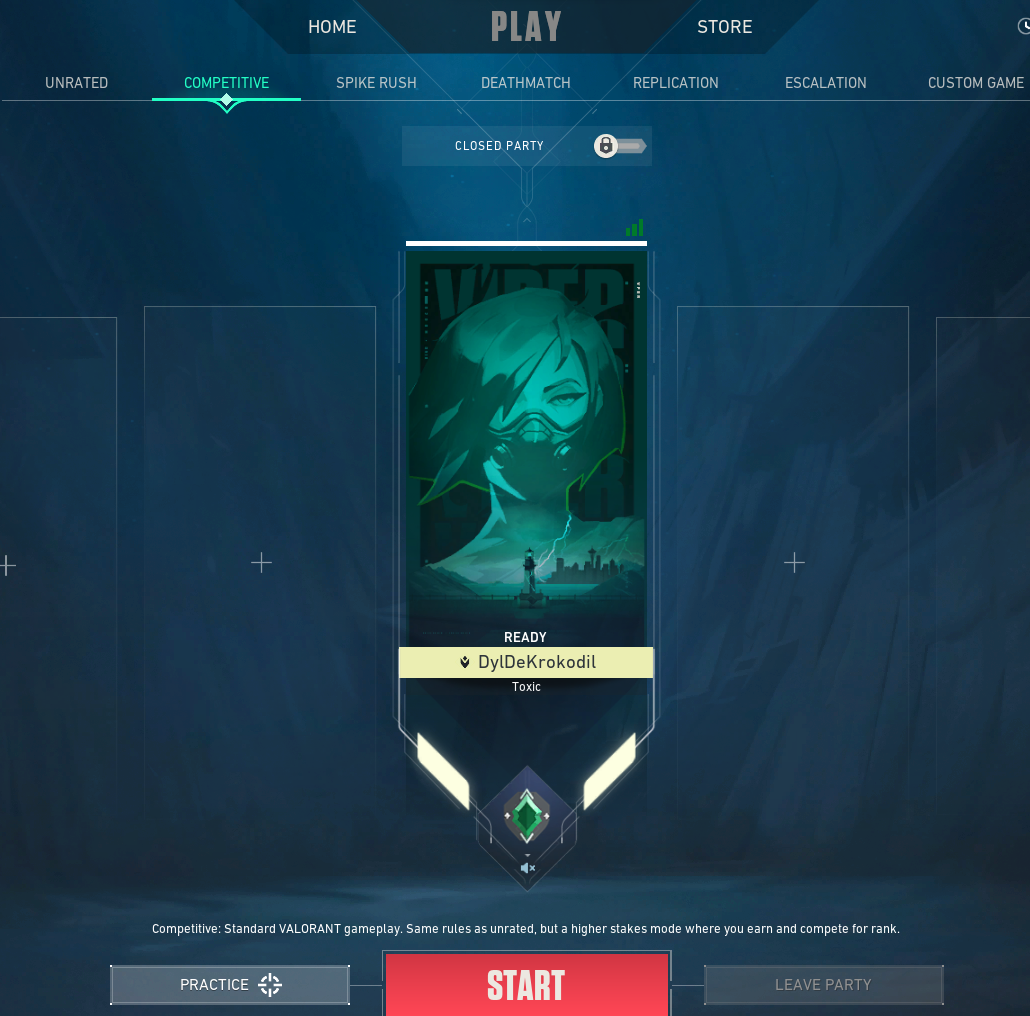 HOME
PLAY
STORE
UNRATED
COMPETITIVE
SPIKE RUSH
DEATHMATCH
REPLICATION
ESCALATION
CUSTOM GAME
CLOSED PARTY
VIPER
READY
DylDeKrokodil
Toxic
Competitive: Standard VALORANT gameplay. Same rules as unrated, but a higher stakes mode where you earn and compete for rank.
PRACTICE
START
LEAVE PARTY